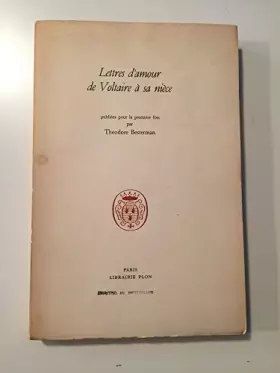 Lettres d'amour
de Voltaire à sa nièce
publiées pour la première fois
par
Theodore Besterman
PARIS
LIBRAIRIE PLON